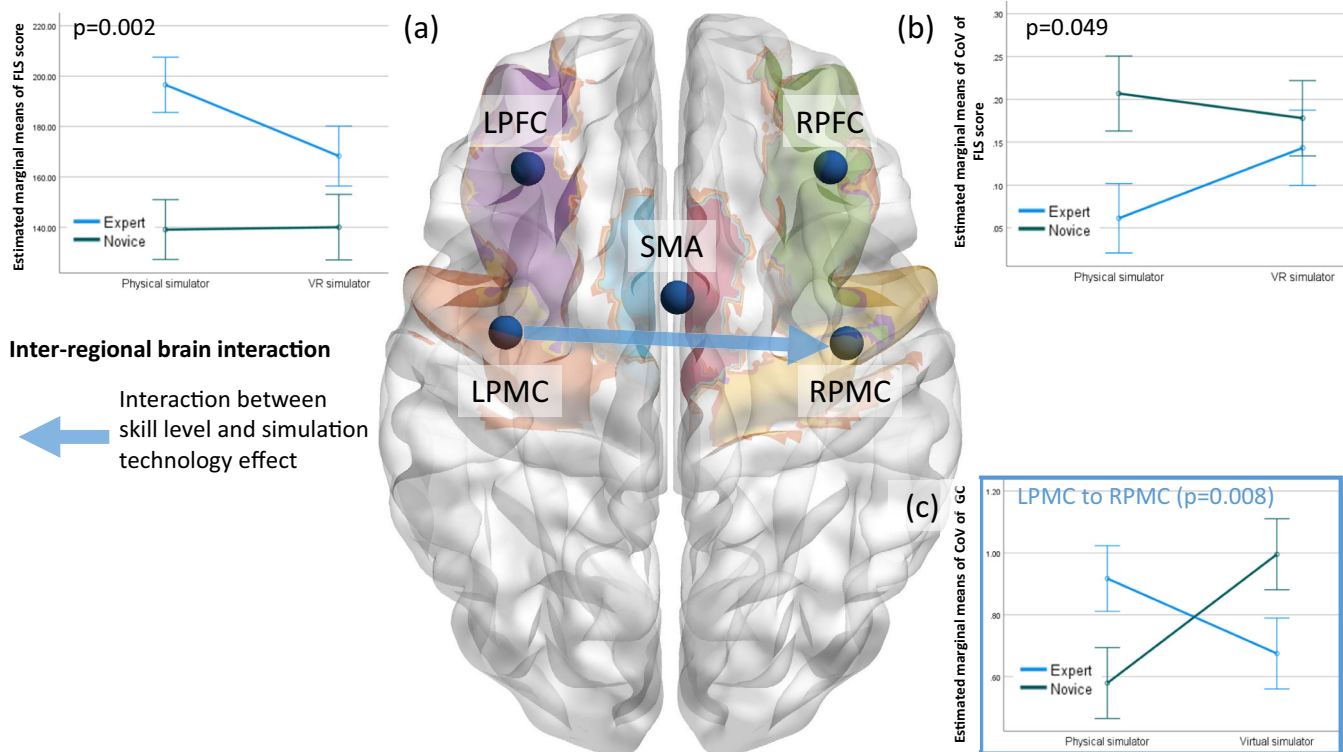 p=0.002
(a)
Estimated marginal means of FLS score
220.00
200.00
180.00
160.00
140.00
Expert
Novice
Physical simulator
VR simulator
(b)
p=0.049
Estimated marginal means of CoV of
FLS score
.30
.25
.20
.15
.10
.05
Expert
Novice
Physical simulator
VR simulator
LPFC
RPFC
SMA
LPMC
RPMC
Inter-regional brain interaction
Interaction between
skill level and simulation
technology effect
(c)
LPMC to RPMC (p=0.008)
Estimated marginal means of CoV of GC
1.20
1.00
.80
.60
Expert
Novice
Physical simulator
Virtual simulator